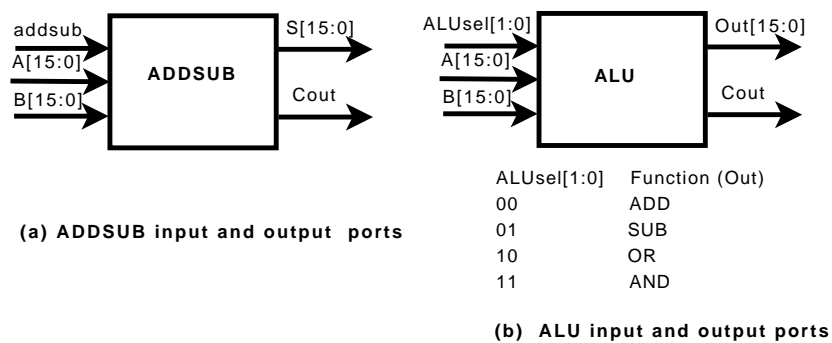 addsub
A[15:0]
B[15:0]
ADDSUB
S[15:0]
Cout
(a) ADDSUB input and output ports
ALUsel[1:0]
A[15:0]
B[15:0]
ALU
Out[15:0]
Cout
ALUsel[1:0] Function (Out)
00 ADD
01 SUB
10 OR
11 AND
(b) ALU input and output ports